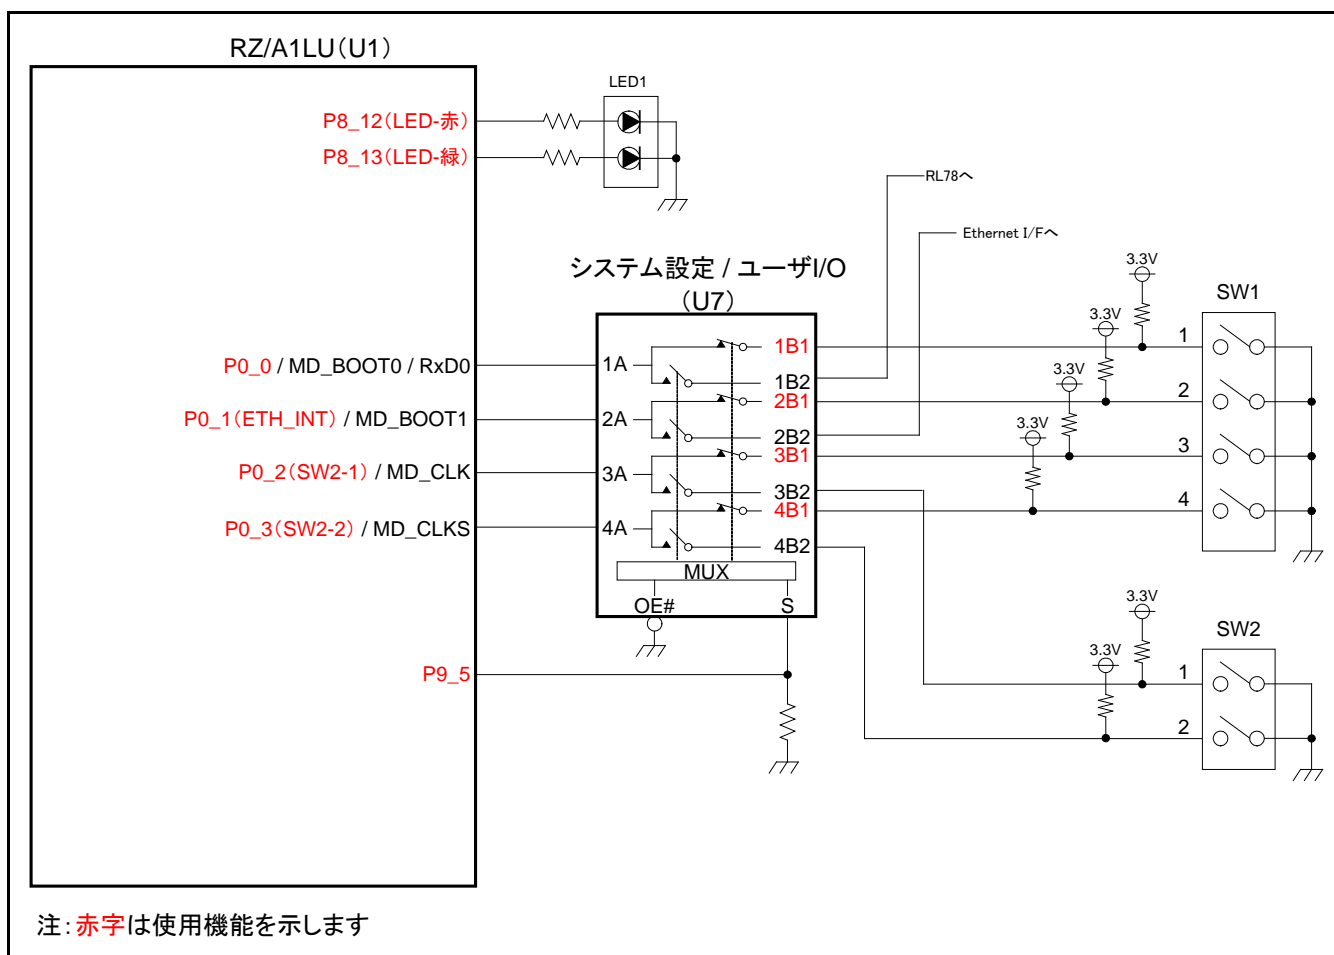 RZ/A1LU(U1)
LED1
P8_12(LED-赤)
P8_13(LED-緑)
RL78へ
Ethernet I/Fへ
システム設定 / ユーザI/O
(U7)
3.3V
SW1
3.3V
1B1
1
P0_0 / MD_BOOT0 / RxD0
1A
3.3V
1B2
2B1
2
P0_1(ETH_INT) / MD_BOOT1
2A
3.3V
2B2
3B1
3
P0_2(SW2-1) / MD_CLK
3A
3B2
4B1
4
P0_3(SW2-2) / MD_CLKS
4A
4B2
MUX
OE#
S
3.3V
SW2
3.3V
P9_5
1
2
注:赤字は使用機能を示します